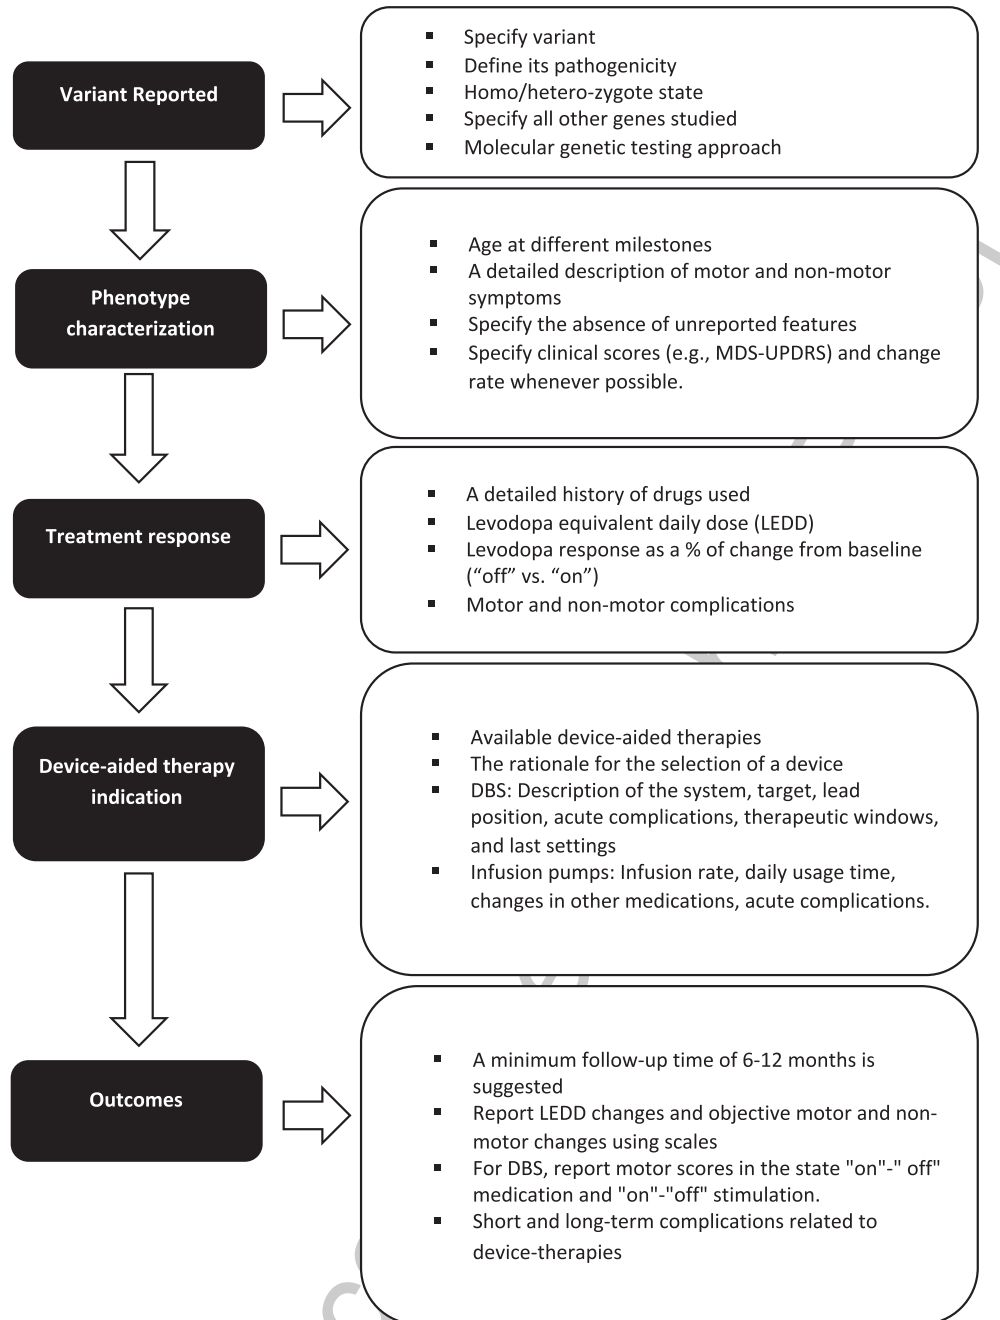 Variant Reported
▪ Specify variant
▪ Define its pathogenicity
▪ Homo/hetero-zygote state
▪ Specify all other genes studied
▪ Molecular genetic testing approach
Phenotype
characterization
▪ Age at different milestones
▪ A detailed description of motor and non-motor
symptoms
▪ Specify the absence of unreported features
▪ Specify clinical scores (e.g., MDS-UPDRS) and change
rate whenever possible.
Treatment response
▪ A detailed history of drugs used
▪ Levodopa equivalent daily dose (LEDD)
▪ Levodopa response as a % of change from baseline
(“off” vs. “on”)
▪ Motor and non-motor complications
Device-aided therapy
indication
▪ Available device-aided therapies
▪ The rationale for the selection of a device
▪ DBS: Description of the system, target, lead
position, acute complications, therapeutic windows,
and last settings
▪ Infusion pumps: Infusion rate, daily usage time,
changes in other medications, acute complications.
Outcomes
▪ A minimum follow-up time of 6-12 months is
suggested
▪ Report LEDD changes and objective motor and non-
motor changes using scales
▪ For DBS, report motor scores in the state "on"-" off"
medication and "on"-"off" stimulation.
▪ Short and long-term complications related to
device-therapies